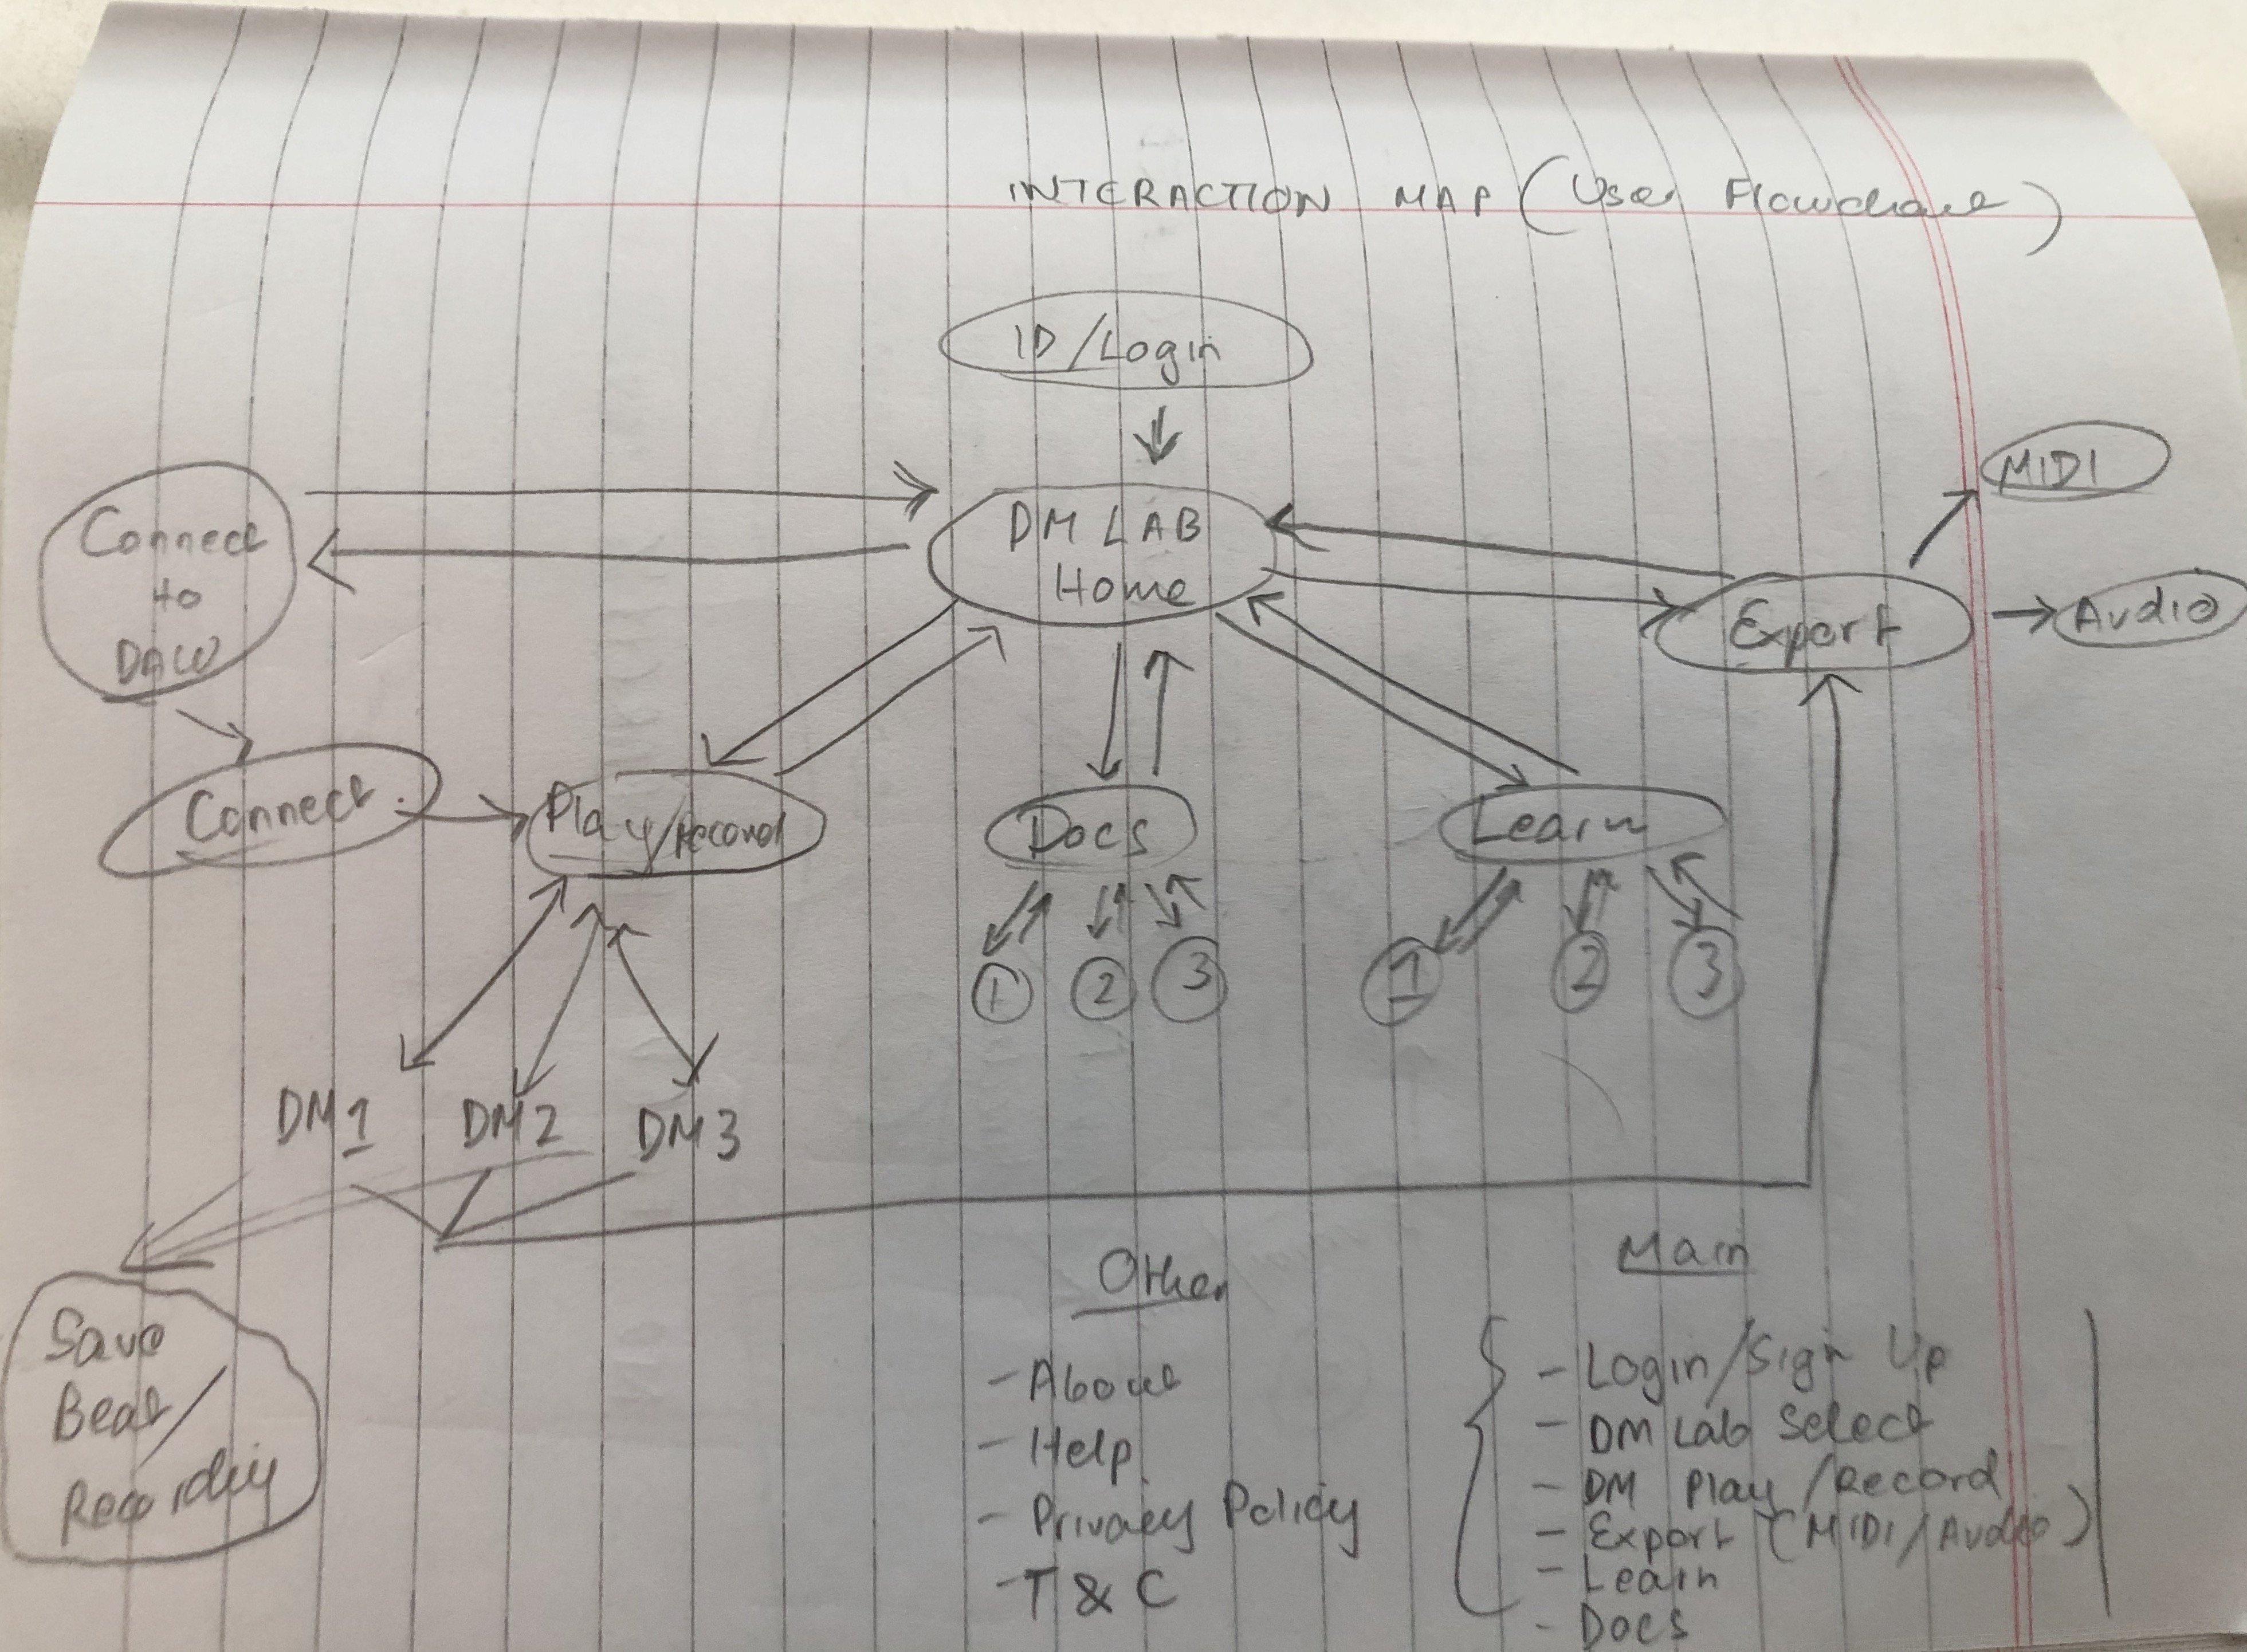 INTERACTION MAP (User Flowchart)
ID/Login
MIDI
DM LAB
Home
Connect
to
DAW
Export
Audio
Connect
Play/record
Docs
Learn
1
2
3
1
2
3
DM1
DM2
DM3
Save
Beat/
Recording
Other
- About
- Help
- Privacy Policy
- T & C
Main
- Login/Sign Up
- DM Lab Select
- DM Play/Record
- Export (MIDI/Audio)
- Learn
- Docs